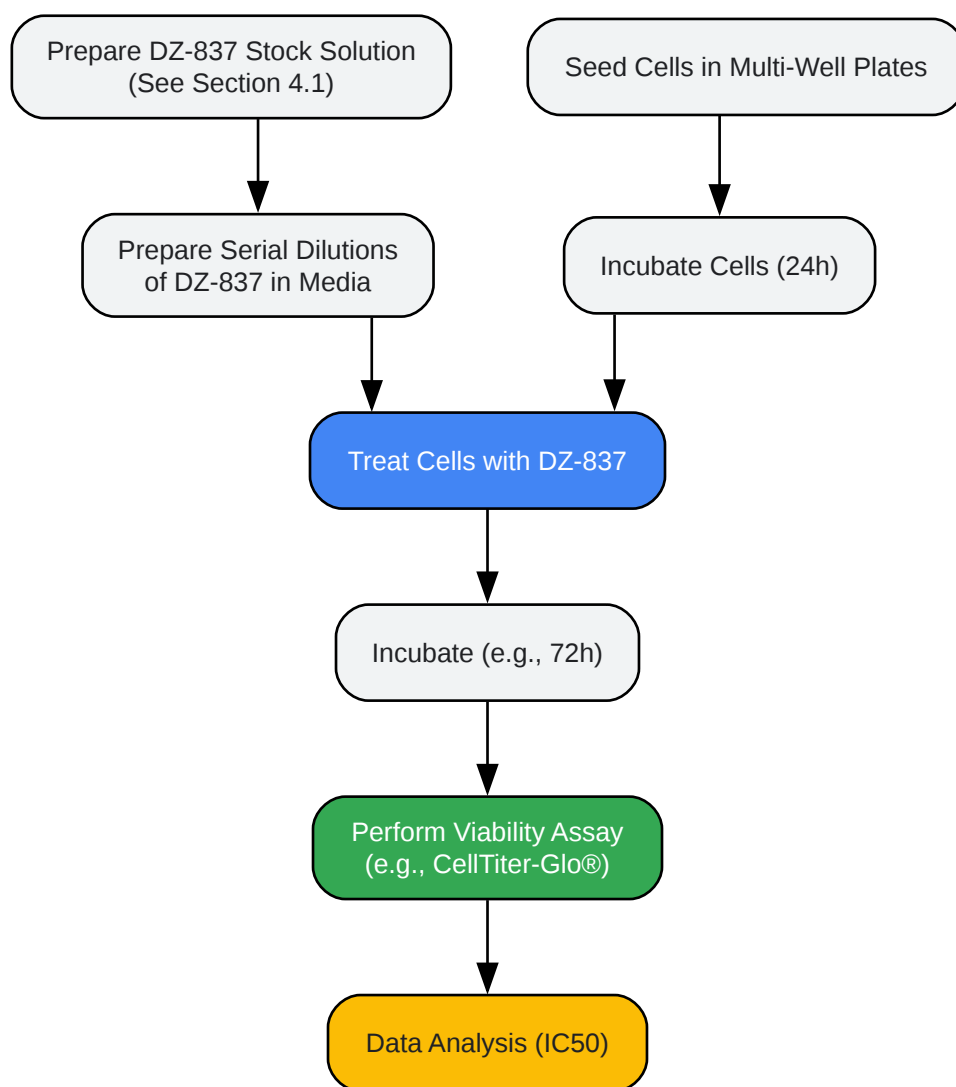 Prepare DZ-837 Stock Solution
(See Section 4.1)
Seed Cells in Multi-Well Plates
Prepare Serial Dilutions
of DZ-837 in Media
Incubate Cells (24h)
Treat Cells with DZ-837
Incubate (e.g., 72h)
Perform Viability Assay
(e.g., CellTiter-Glo®)
Data Analysis (IC50)